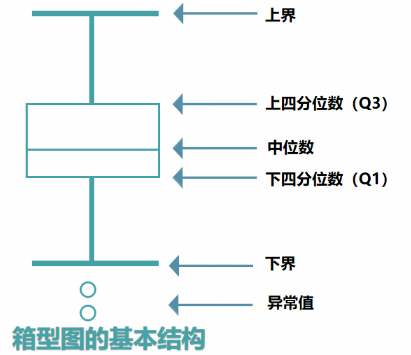 上界
上四分位数（Q3）
中位数
下四分位数（Q1）
下界
异常值
箱型图的基本结构